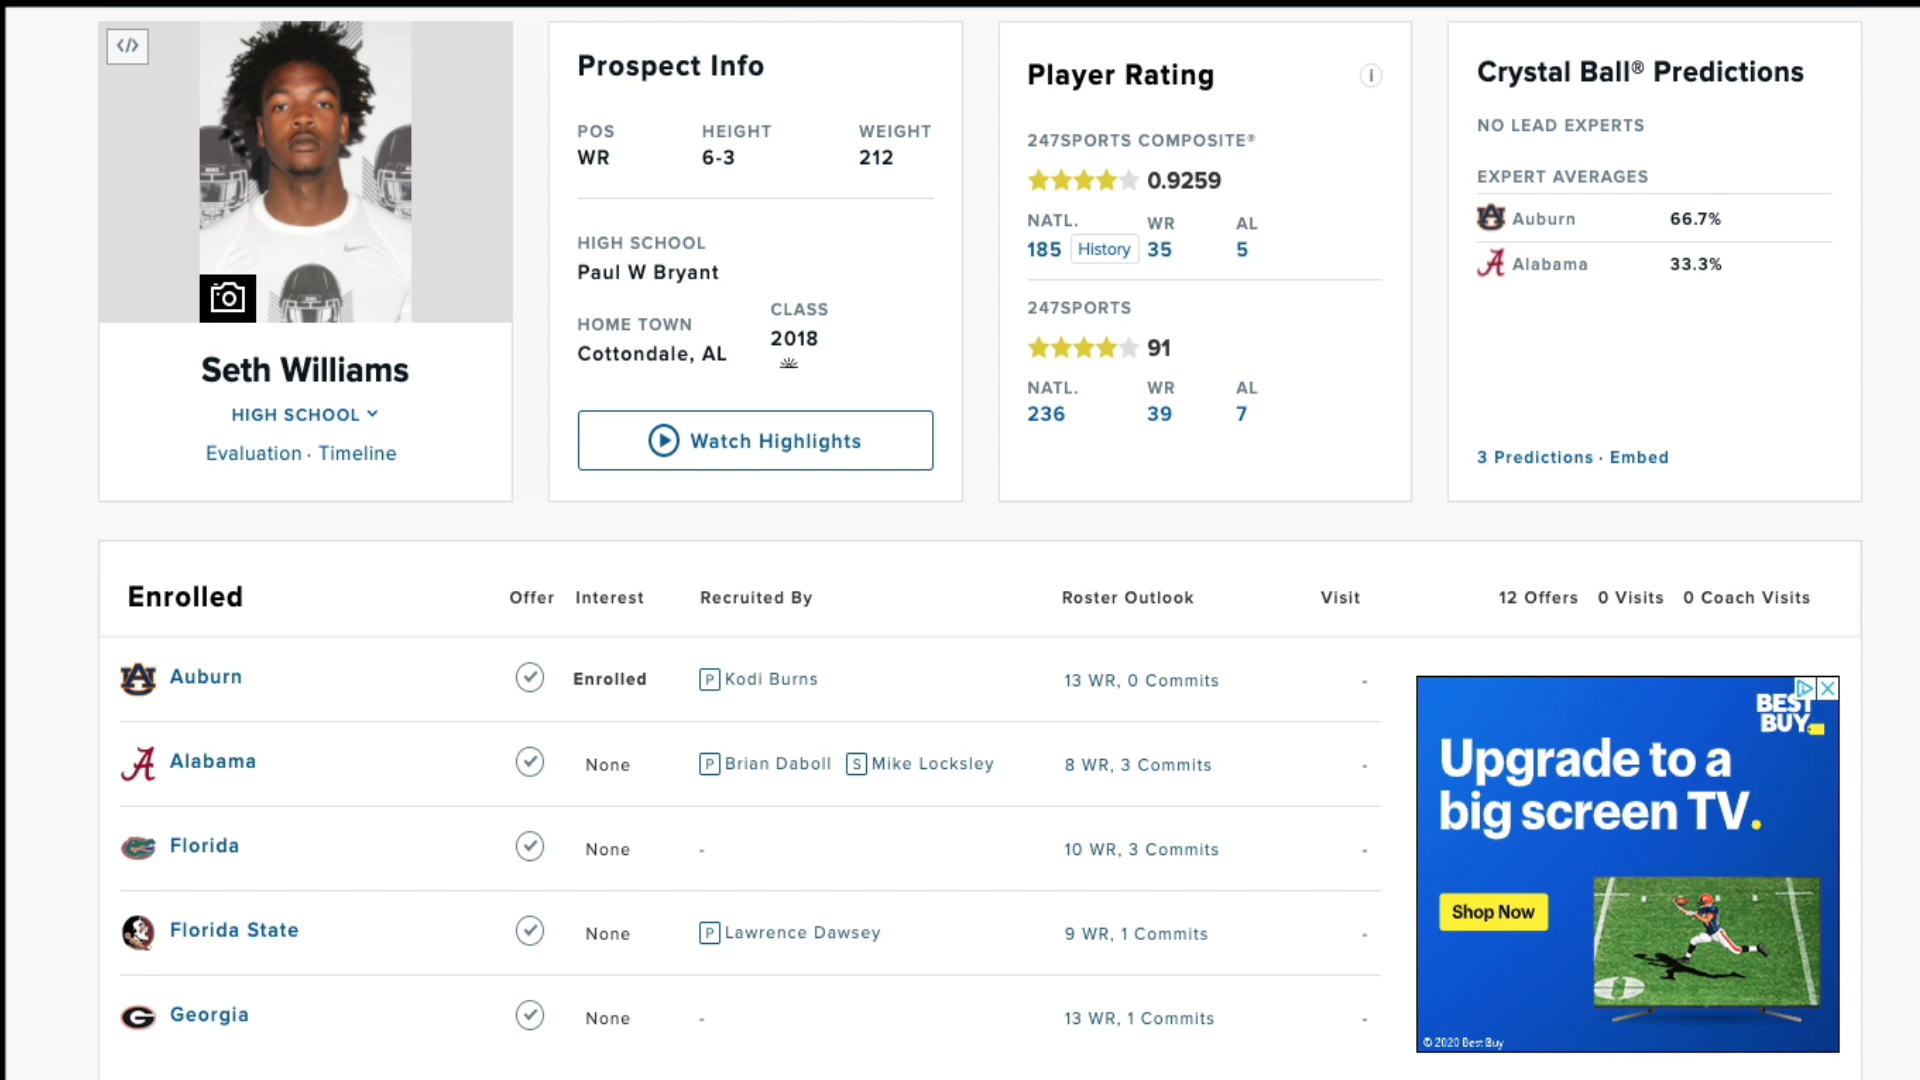 </>
Seth Williams
HIGH SCHOOL
Evaluation · Timeline
Prospect Info
POS HEIGHT WEIGHT
WR 6-3 212
HIGH SCHOOL
Paul W Bryant
HOME TOWN CLASS
Cottondale, AL 2018
Watch Highlights
Player Rating i
247SPORTS COMPOSITE®
0.9259
NATL. WR AL
185 History 35 5
247SPORTS
91
NATL. WR AL
236 39 7
Crystal Ball® Predictions
NO LEAD EXPERTS
EXPERT AVERAGES
Auburn 66.7%
Alabama 33.3%
3 Predictions · Embed
Enrolled Offer Interest Recruited By Roster Outlook Visit 12 Offers 0 Visits 0 Coach Visits
Auburn Enrolled P Kodi Burns 13 WR, 0 Commits -
Alabama None P Brian Daboll S Mike Locksley 8 WR, 3 Commits -
Florida None - 10 WR, 3 Commits -
Florida State None P Lawrence Dawsey 9 WR, 1 Commits -
Georgia None - 13 WR, 1 Commits -
BEST
BUY
Upgrade to a
big screen TV.
Shop Now
© 2020 Best Buy